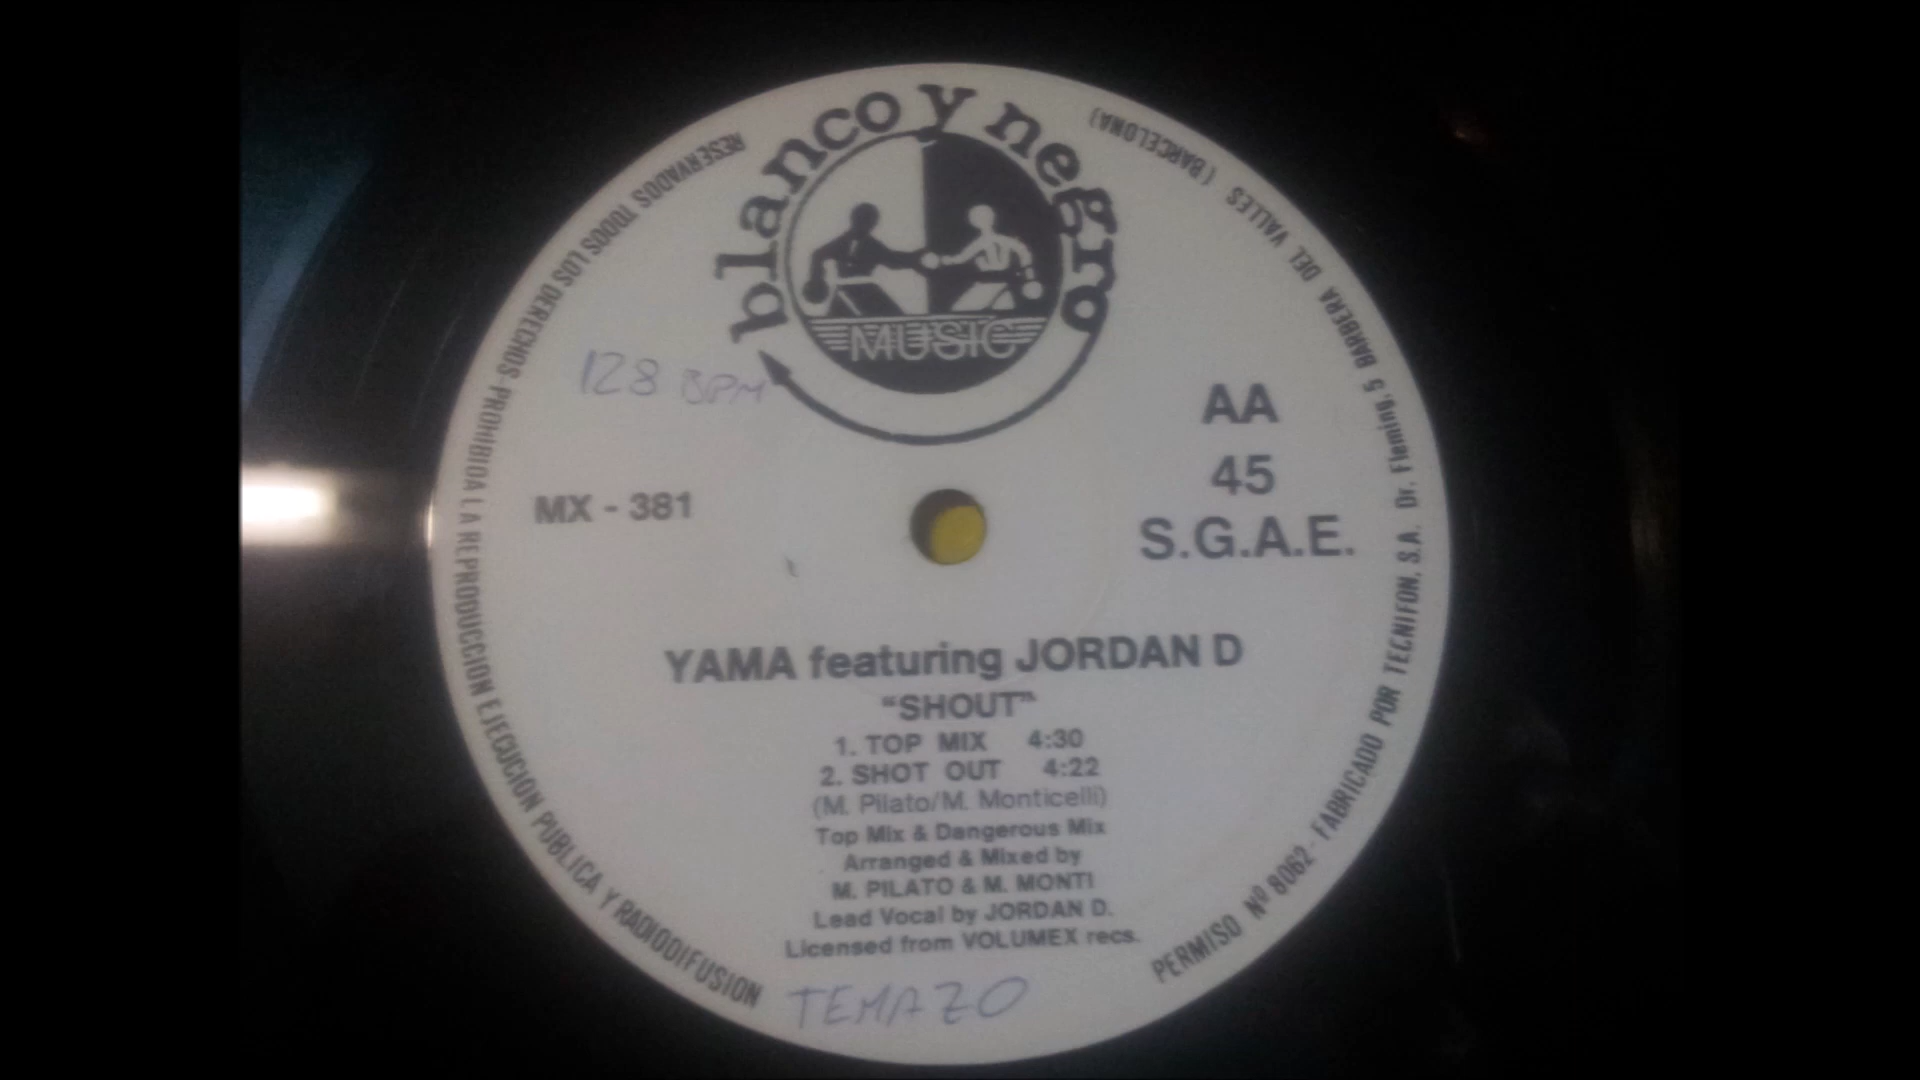 blanco y negro
MUSIC
128 BPM
AA
45
S.G.A.E.
MX - 381
YAMA featuring JORDAN D
"SHOUT"
1. TOP MIX 4:30
2. SHOT OUT 4:22
(M. Pilato/M. Monticelli)
Top Mix & Dangerous Mix
Arranged & Mixed by
M. PILATO & M. MONTI
Lead Vocal by JORDAN D.
Licensed from VOLUMEX recs.
TEMAZO
RESERVADOS TODOS LOS DERECHOS-PROHIBIDA LA REPRODUCCION EJECUCION PUBLICA Y RADIODIFUSION
PERMISO Nº 8062 - FABRICADO POR TECNIFON, S.A. Dr. Fleming, 5 BARBERA DEL VALLES (BARCELONA)